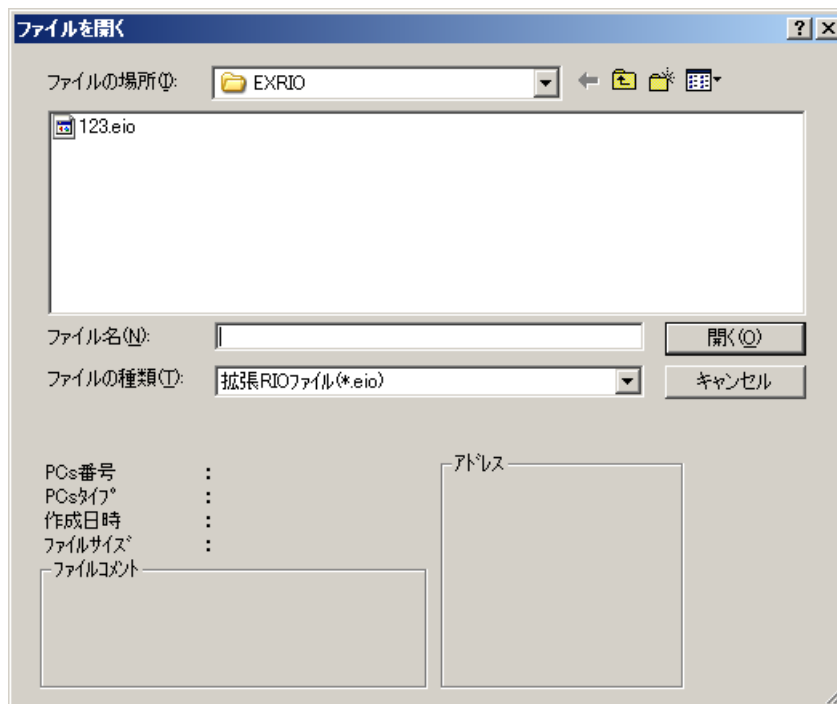 ファイルを開く
ファイルの場所(I):
EXRIO
123.eio
ファイル名(N):
開く(O)
ファイルの種類(T):
拡張RIOファイル(*.eio)
キャンセル
PCs番号 :
PCsﾀｲﾌﾟ :
作成日時 :
ﾌｧｲﾙｻｲｽﾞ :
ﾌｧｲﾙｺﾒﾝﾄ
ｱﾄﾞﾚｽ